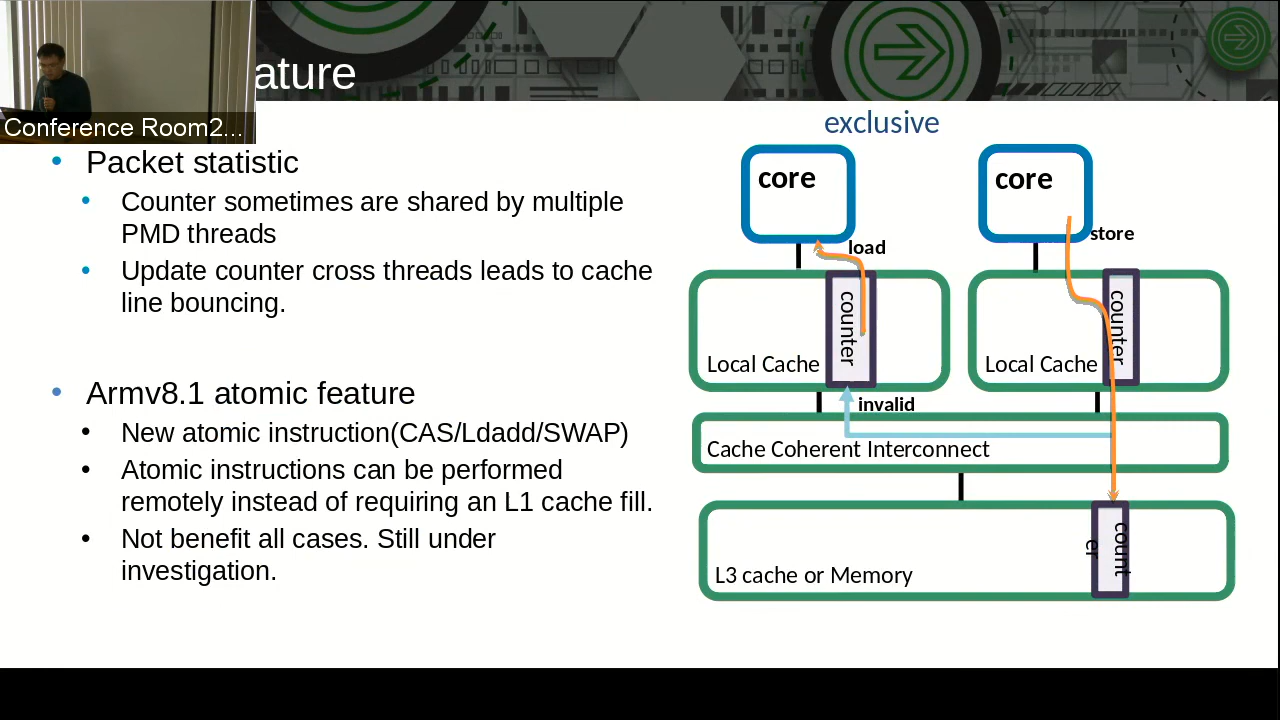 ature
Conference Room2...
Packet statistic
Counter sometimes are shared by multiple
PMD threads
Update counter cross threads leads to cache
line bouncing.
Armv8.1 atomic feature
New atomic instruction(CAS/Ldadd/SWAP)
Atomic instructions can be performed
remotely instead of requiring an L1 cache fill.
Not benefit all cases. Still under
investigation.
exclusive
core
core
load
store
counter
counter
Local Cache
Local Cache
invalid
Cache Coherent Interconnect
count
er
L3 cache or Memory